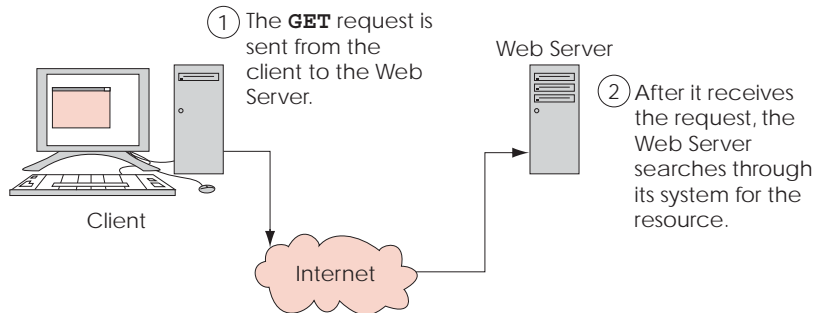 1 The GET request is
sent from the
client to the Web
Server.
Web Server
2 After it receives
the request, the
Web Server
searches through
its system for the
resource.
Client
Internet